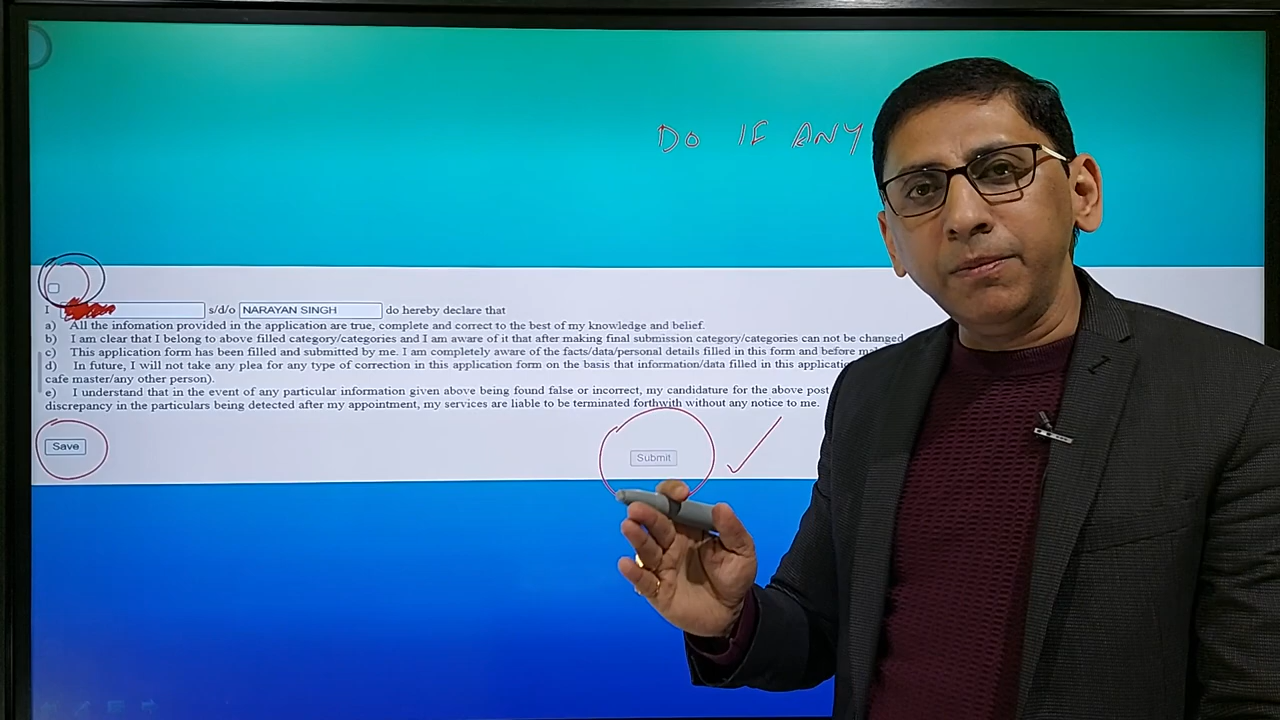 DO IF ANY
I s/d/o NARAYAN SINGH do hereby declare that
a) All the infomation provided in the application are true, complete and correct to the best of my knowledge and belief.
b) I am clear that I belong to above filled category/categories and I am aware of it that after making final submission category/categories can not be changed
c) This application form has been filled and submitted by me. I am completely aware of the facts/data/personal details filled in this form and before
d) In future, I will not take any plea for any type of correction in this application form on the basis that information/data filled in this
cafe master/any other person).
e) I understand that in the event of any particular information given above being found false or incorrect, my candidature for the above post
discrepancy in the particulars being detected after my appointment, my services are liable to be terminated forthwith without any notice to me.
Save
Submit